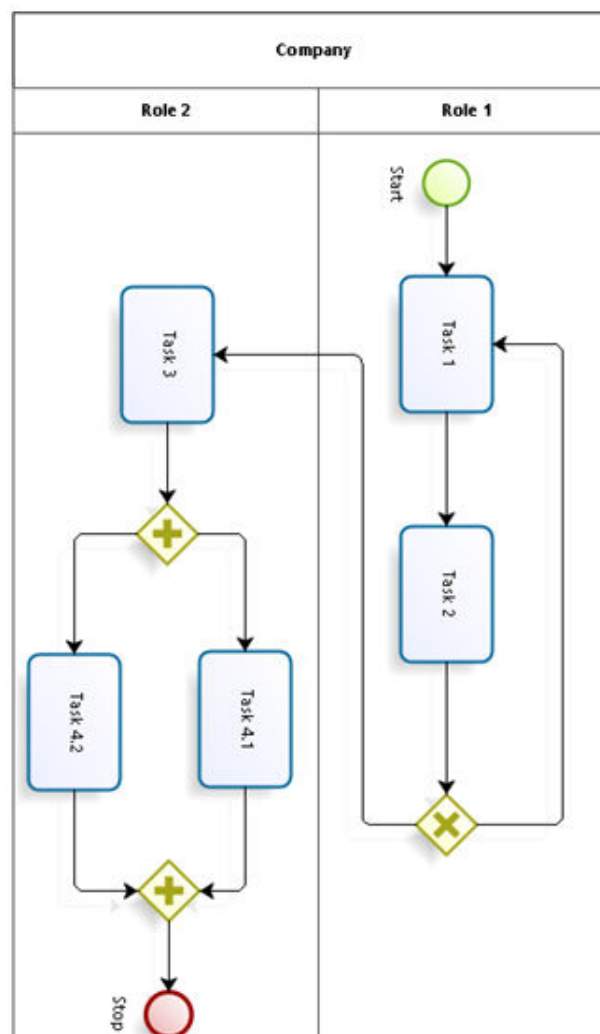 Company
Role 2
Role 1
Start
Task 1
Task 3
Task 2
Task 4.2
Task 4.1
Stop